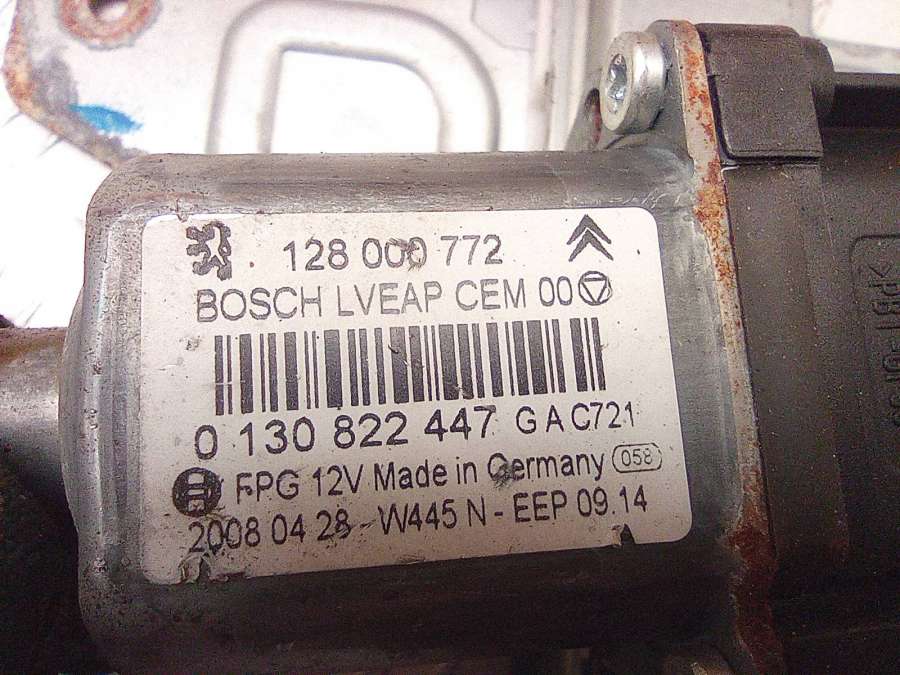 128 000 772
BOSCH LVEAP CEM 00
0 130 822 447 G A C721
FPG 12V Made in Germany 058
2008 04 28 - W445 N - EEP 09.14